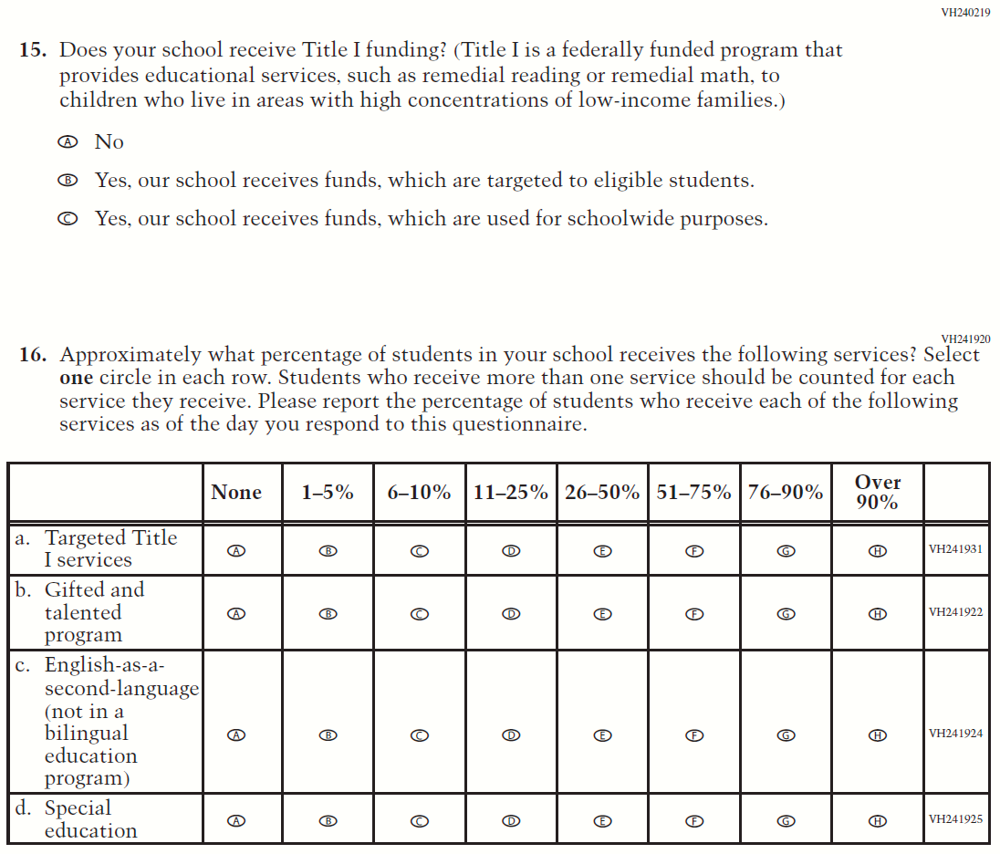 VH240219
15. Does your school receive Title I funding? (Title I is a federally funded program that
provides educational services, such as remedial reading or remedial math, to
children who live in areas with high concentrations of low-income families.)
A No
B Yes, our school receives funds, which are targeted to eligible students.
C Yes, our school receives funds, which are used for schoolwide purposes.
VH241920
16. Approximately what percentage of students in your school receives the following services? Select
one circle in each row. Students who receive more than one service should be counted for each
service they receive. Please report the percentage of students who receive each of the following
services as of the day you respond to this questionnaire.
None 1–5% 6–10% 11–25% 26–50% 51–75% 76–90% Over
90%
a. Targeted Title
I services
A B C D E F G H VH241931
b. Gifted and
talented
program
A B C D E F G H VH241922
c. English-as-a-
second-language
(not in a
bilingual
education
program)
A B C D E F G H VH241924
d. Special
education
A B C D E F G H VH241925